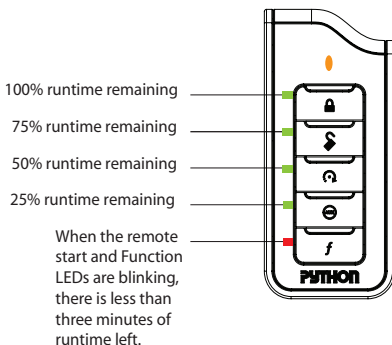 100% runtime remaining
75% runtime remaining
50% runtime remaining
25% runtime remaining
When the remote
start and Function
LEDs are blinking,
there is less than
three minutes of
runtime left.
f
PYTHON